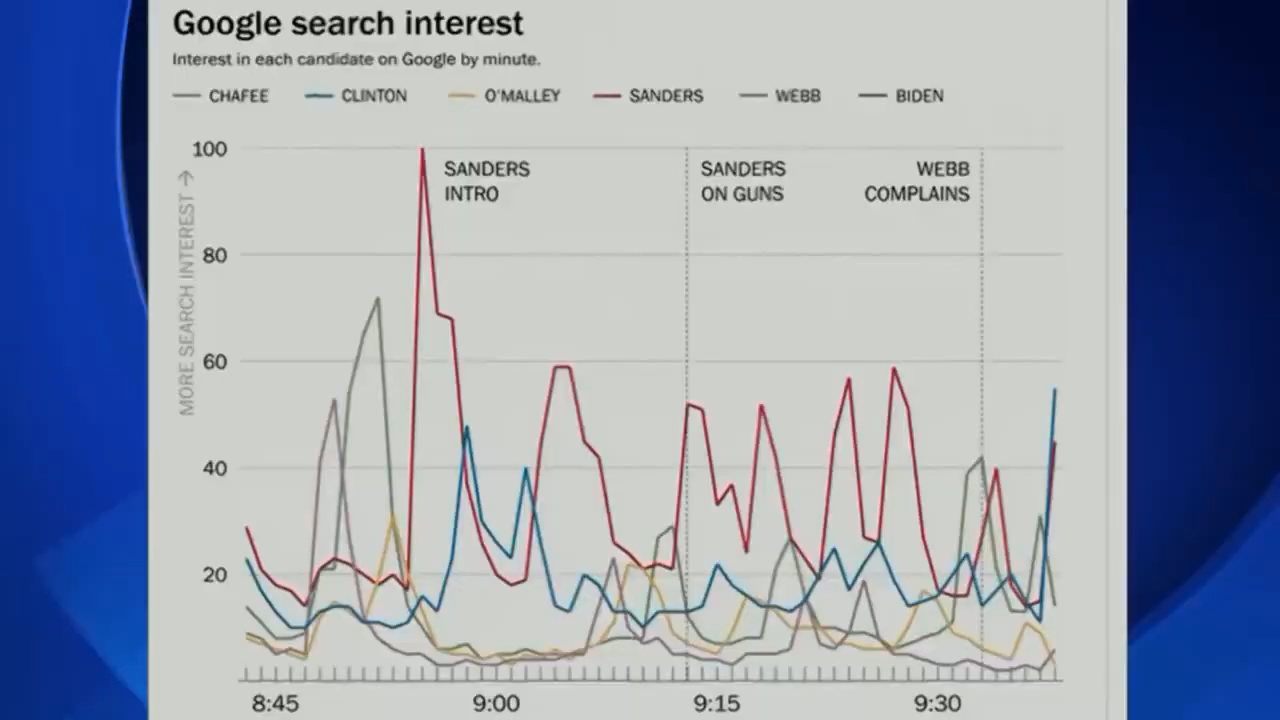 Google search interest
Interest in each candidate on Google by minute.
CHAFEE CLINTON O'MALLEY SANDERS WEBB BIDEN
MORE SEARCH INTEREST →
100
80
60
40
20
SANDERS
INTRO
SANDERS
ON GUNS
WEBB
COMPLAINS
8:45 9:00 9:15 9:30